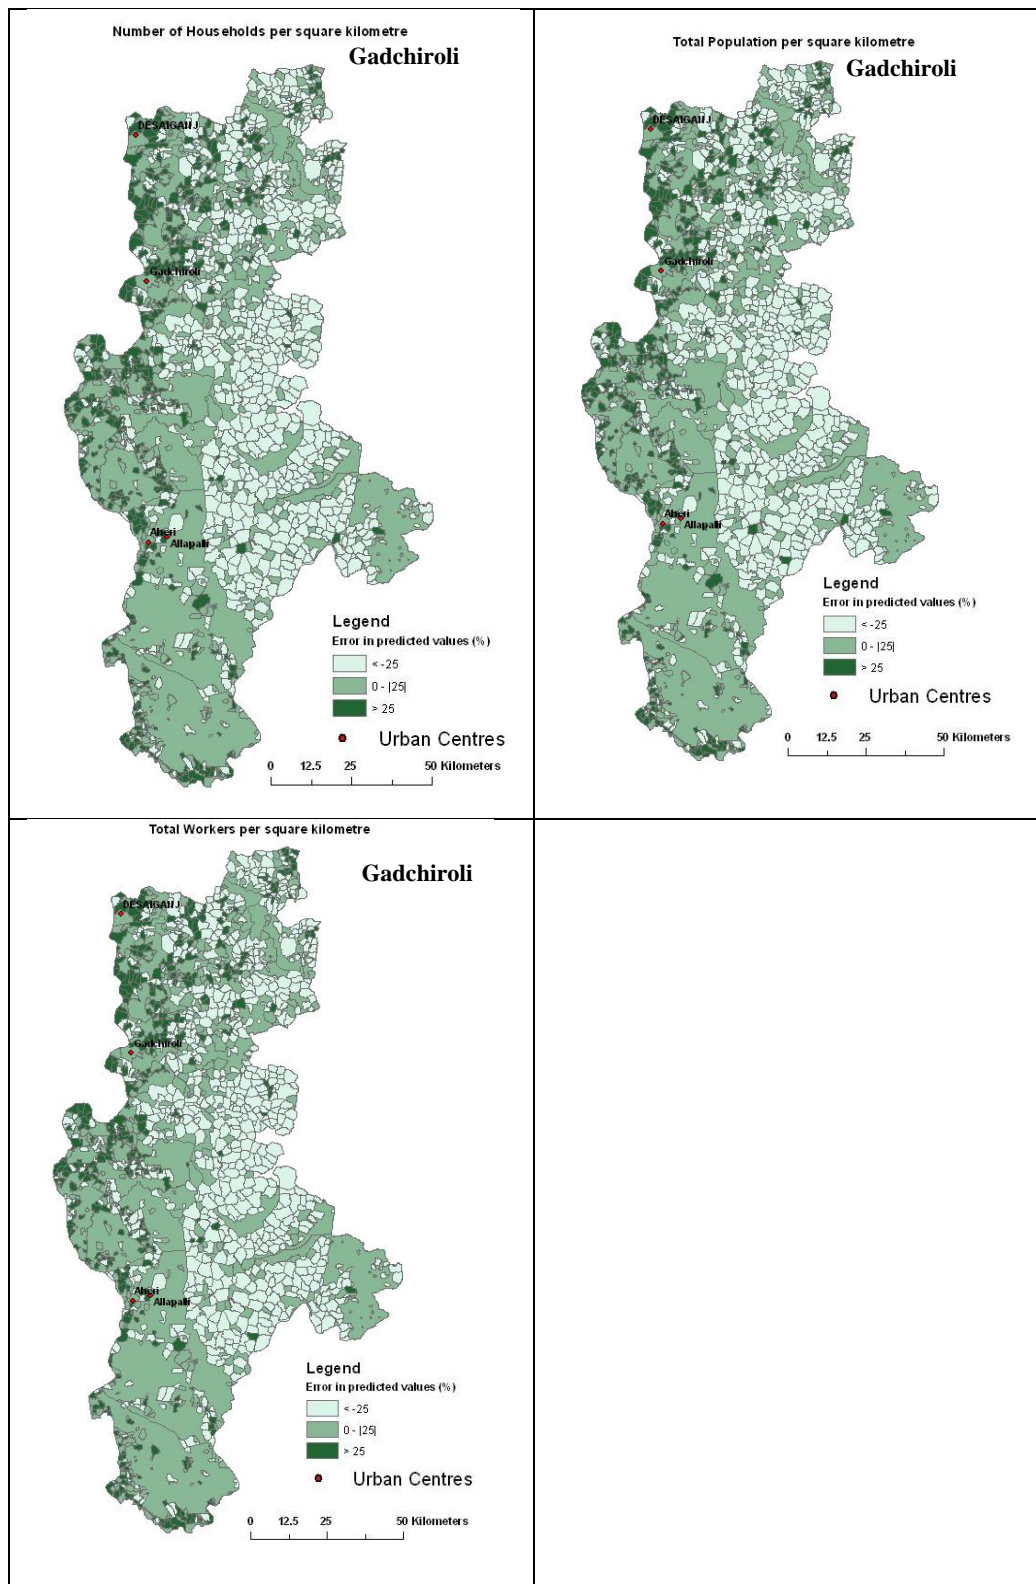 Number of Households per square kilometre
Gadchiroli
DESAIGANJ
Gadchiroli
Aheri
Allapalli
Legend
Error in predicted values (%)
< -25
0 - |25|
> 25
Urban Centres
0 12.5 25 50 Kilometers
Total Population per square kilometre
Gadchiroli
DESAIGANJ
Gadchiroli
Aheri
Allapalli
Legend
Error in predicted values (%)
< -25
0 - |25|
> 25
Urban Centres
0 12.5 25 50 Kilometers
Total Workers per square kilometre
Gadchiroli
DESAIGANJ
Gadchiroli
Aheri
Allapalli
Legend
Error in predicted values (%)
< -25
0 - |25|
> 25
Urban Centres
0 12.5 25 50 Kilometers